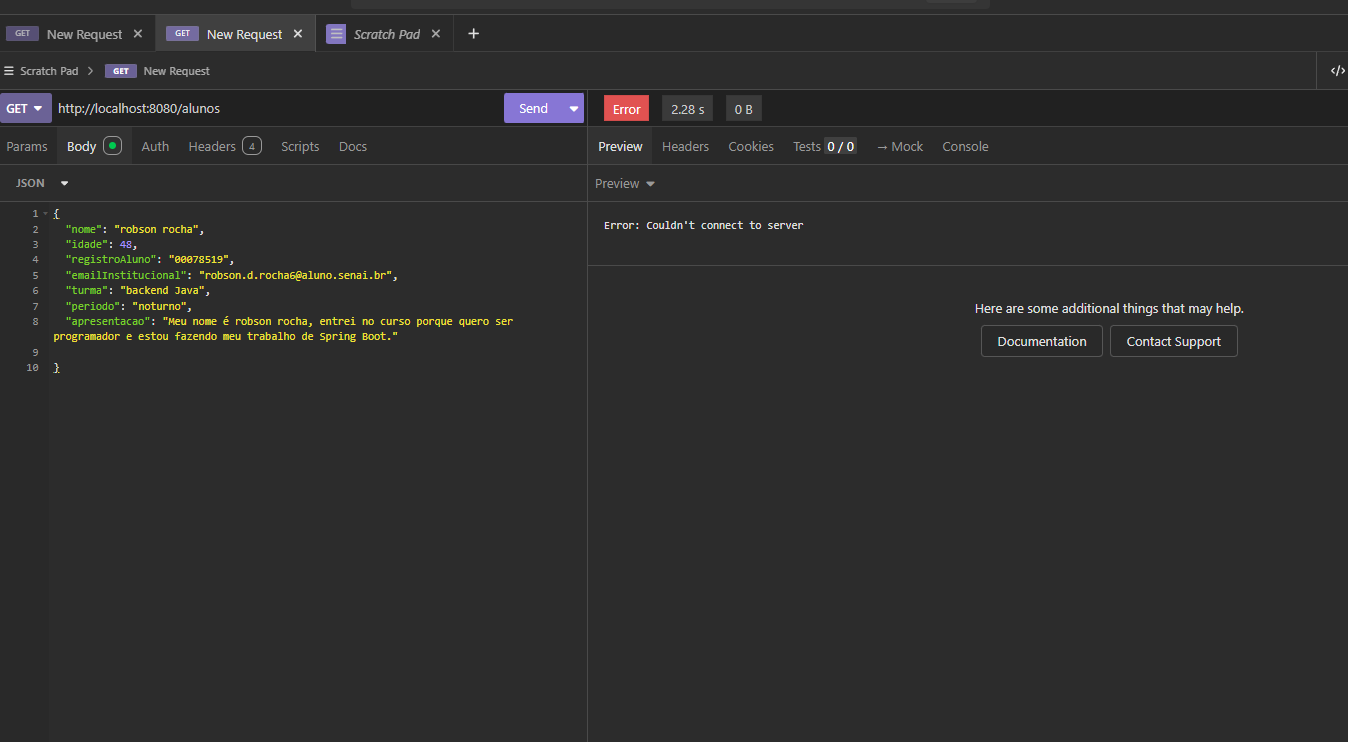 GET New Request × GET New Request × Scratch Pad × +
Scratch Pad > GET New Request </>
GET http://localhost:8080/alunos Send Error 2.28 s 0 B
Params Body Auth Headers 4 Scripts Docs Preview Headers Cookies Tests 0 / 0 → Mock Console
JSON Preview
1 {
2 "nome": "robson rocha",
3 "idade": 48,
4 "registroAluno": "00078519",
5 "emailInstitucional": "robson.d.rocha6@aluno.senai.br",
6 "turma": "backend Java",
7 "periodo": "noturno",
8 "apresentacao": "Meu nome é robson rocha, entrei no curso porque quero ser
programador e estou fazendo meu trabalho de Spring Boot."
9
10 }
Error: Couldn't connect to server
Here are some additional things that may help.
Documentation Contact Support